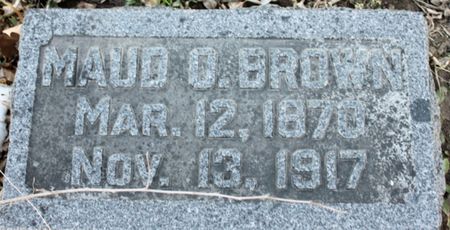 MAUD O. BROWN
MAR. 12, 1870
NOV. 13, 1917